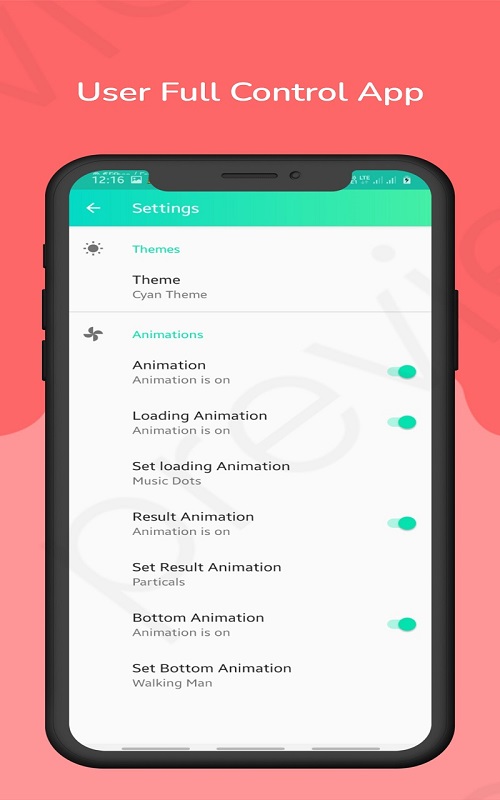 User Full Control App
12:16
LTE
Settings
Themes
Theme
Cyan Theme
Animations
Animation
Animation is on
Loading Animation
Animation is on
Set loading Animation
Music Dots
Result Animation
Animation is on
Set Result Animation
Particals
Bottom Animation
Animation is on
Set Bottom Animation
Walking Man
preview